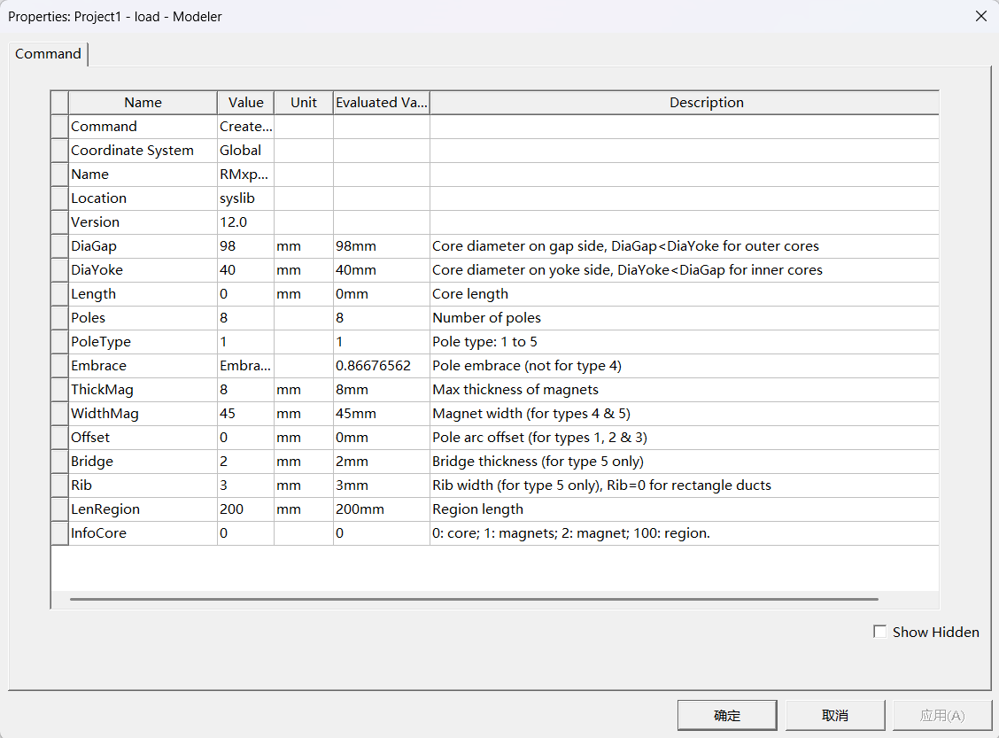 Properties: Project1 - load - Modeler
Command
Name Value Unit Evaluated Va... Description
Command Create...
Coordinate System Global
Name RMxp...
Location syslib
Version 12.0
DiaGap 98 mm 98mm Core diameter on gap side, DiaGap<DiaYoke for outer cores
DiaYoke 40 mm 40mm Core diameter on yoke side, DiaYoke<DiaGap for inner cores
Length 0 mm 0mm Core length
Poles 8 8 Number of poles
PoleType 1 1 Pole type: 1 to 5
Embrace Embra... 0.86676562 Pole embrace (not for type 4)
ThickMag 8 mm 8mm Max thickness of magnets
WidthMag 45 mm 45mm Magnet width (for types 4 & 5)
Offset 0 mm 0mm Pole arc offset (for types 1, 2 & 3)
Bridge 2 mm 2mm Bridge thickness (for type 5 only)
Rib 3 mm 3mm Rib width (for type 5 only), Rib=0 for rectangle ducts
LenRegion 200 mm 200mm Region length
InfoCore 0 0 0: core; 1: magnets; 2: magnet; 100: region.
Show Hidden
确定 取消 应用(A)